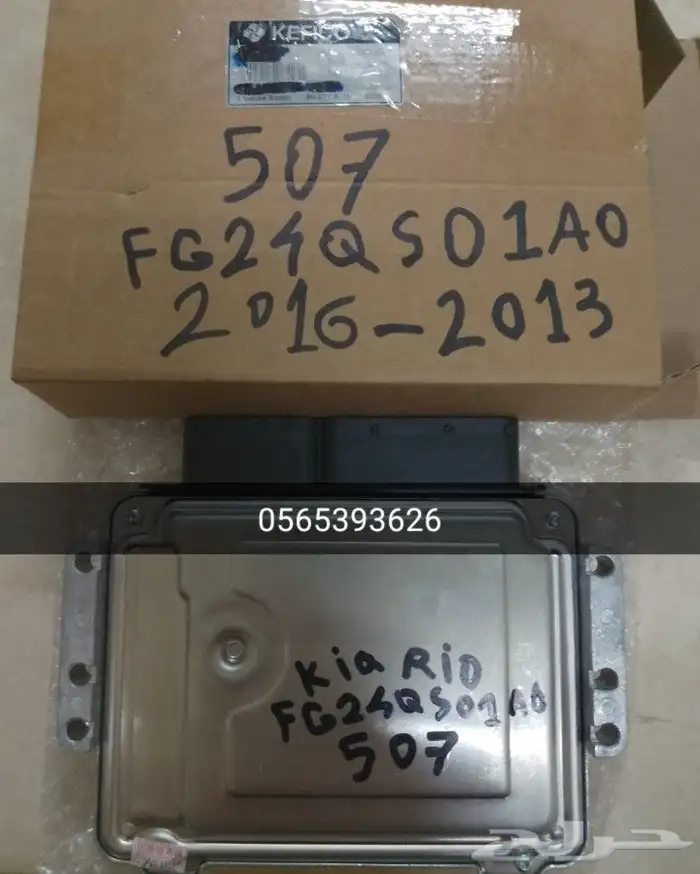 KEFICO
507
FG24QS01A0
2016-2013
0565393626
Kia RiO
FG24QS01A0
507
حراج